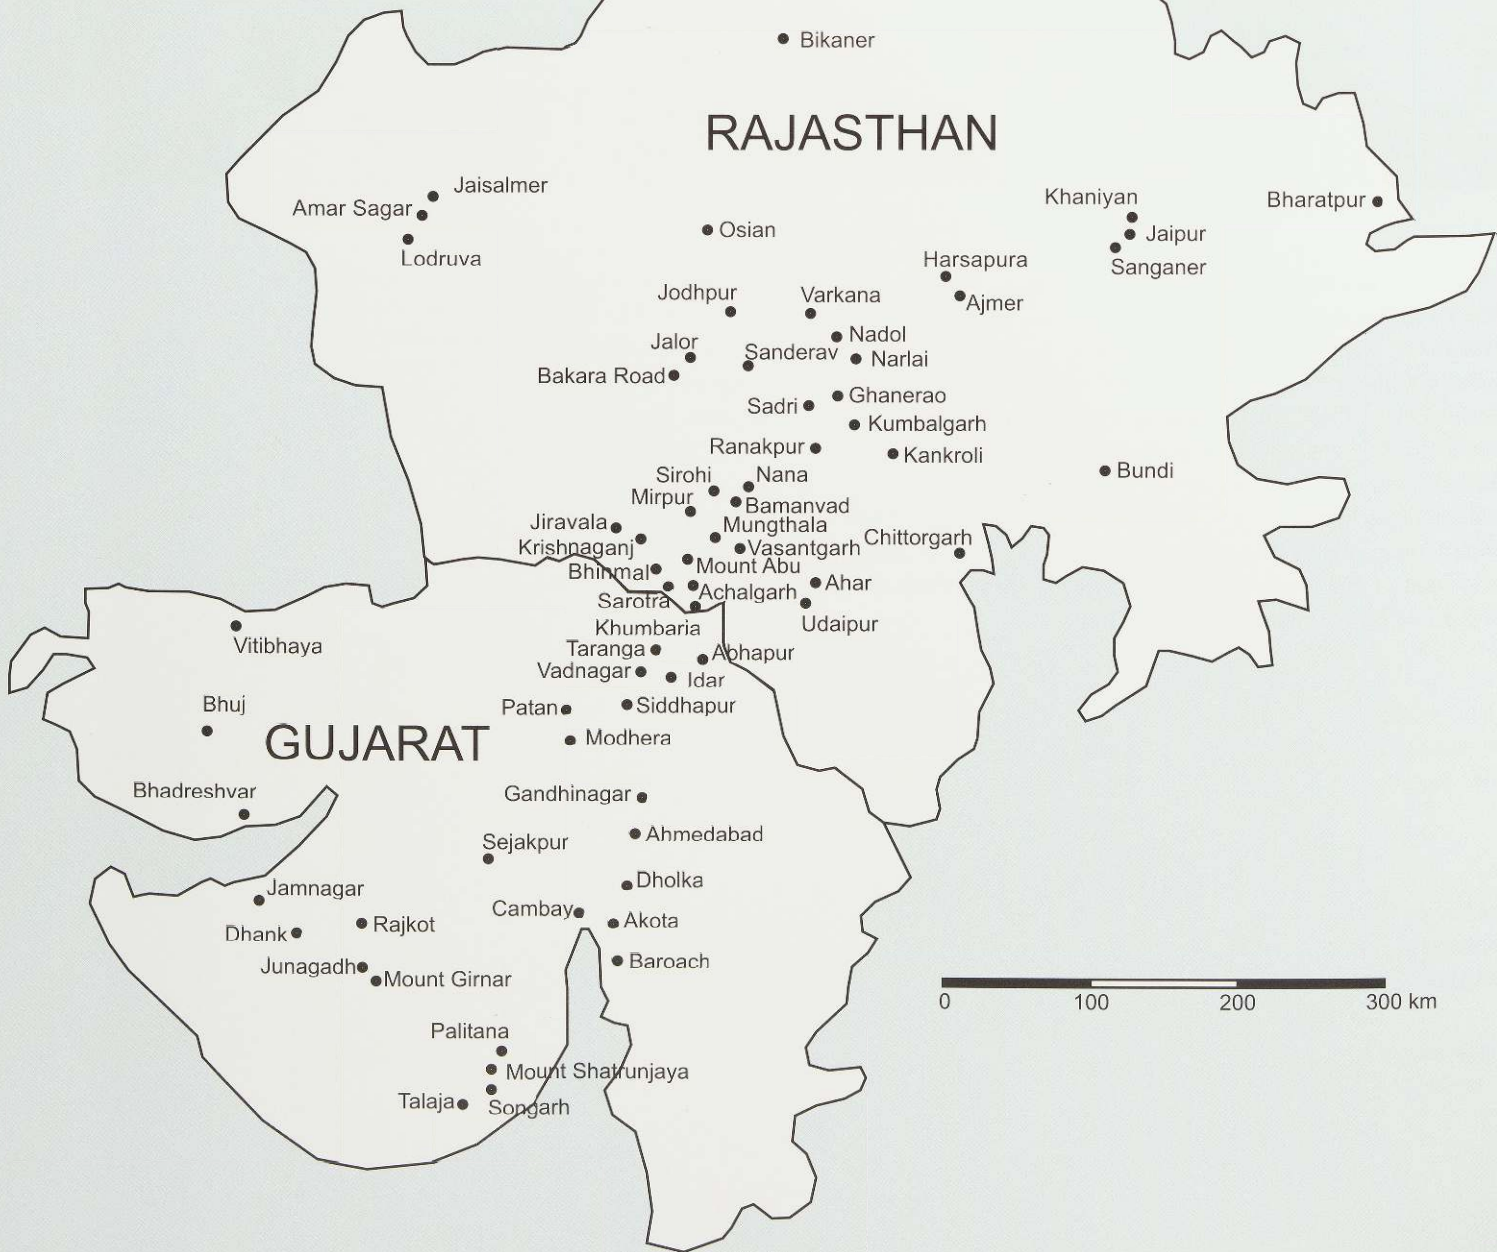 Bikaner
RAJASTHAN
Jaisalmer
Amar Sagar
Lodruva
Osian
Khaniyan
Bharatpur
Jaipur
Sanganer
Harsapura
Ajmer
Jodhpur
Varkana
Nadol
Jalor
Sanderav
Narlai
Bakara Road
Ghanerao
Sadri
Kumbalgarh
Ranakpur
Kankroli
Bundi
Sirohi
Nana
Mirpur
Bamanvad
Jiravala
Mungthala
Krishnaganj
Vasantgarh
Chittorgarh
Bhinmal
Mount Abu
Ahar
Achalgarh
Sarotra
Udaipur
Khumbaria
Vitibhaya
Taranga
Abhapur
Vadnagar
Idar
Bhuj
Patan
Siddhapur
GUJARAT
Modhera
Bhadreshvar
Gandhinagar
Ahmedabad
Sejakpur
Jamnagar
Dholka
Cambay
Akota
Rajkot
Dhank
Baroach
Junagadh
Mount Girnar
0 100 200 300 km
Palitana
Mount Shatrunjaya
Talaja
Songarh